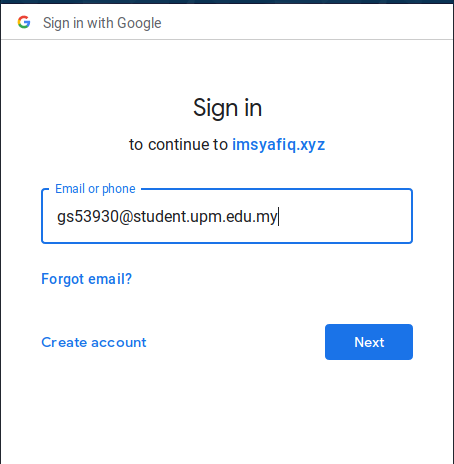 Sign in with Google
Sign in
to continue to imsyafiq.xyz
Email or phone
gs53930@student.upm.edu.my
Forgot email?
Create account
Next